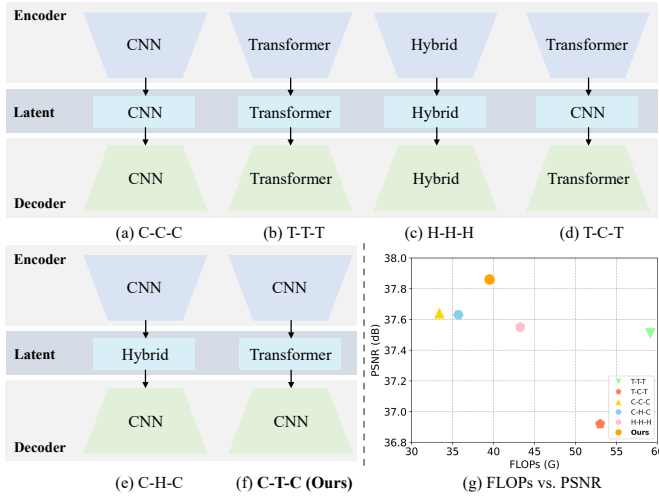 Encoder
CNN
Transformer
Hybrid
Transformer
Latent
CNN
Transformer
Hybrid
CNN
CNN
Transformer
Hybrid
Transformer
Decoder
(a) C-C-C
(b) T-T-T
(c) H-H-H
(d) T-C-T
Encoder
CNN
CNN
Latent
Hybrid
Transformer
CNN
CNN
Decoder
(e) C-H-C
(f) C-T-C (Ours)
38.0
37.8
37.6
37.4
37.2
37.0
36.8
PSNR (dB)
T-T-T
T-C-T
C-C-C
C-H-C
H-H-H
Ours
30
35
40
45
50
55
60
FLOPs (G)
(g) FLOPs vs. PSNR